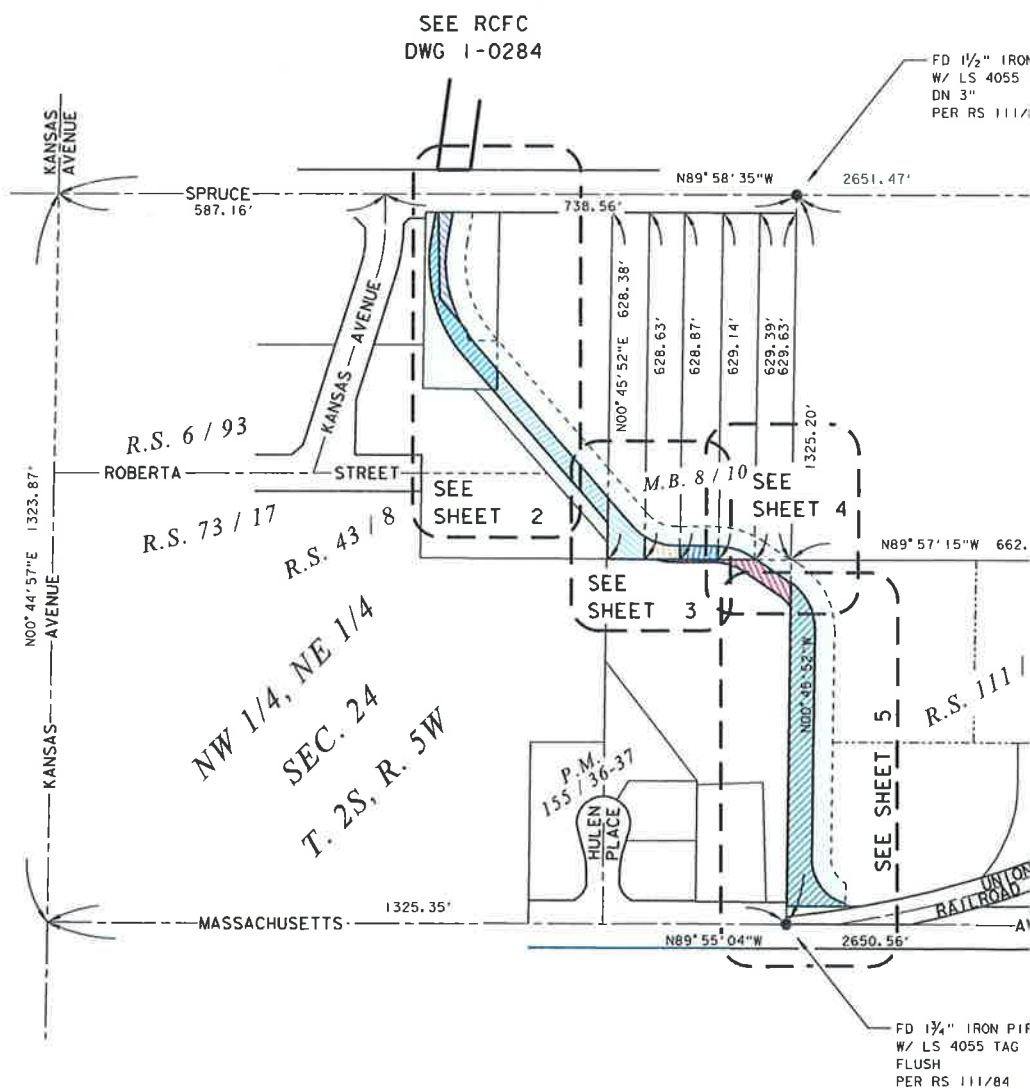 SEE RCFC
DWG 1-0284
FD 1½" IRON
W/ LS 4055
DN 3"
PER RS 111/
KANSAS
AVENUE
SPRUCE
587.16'
738.56'
N89°58'35"W
2651.47'
KANSAS AVENUE
N00°45'52"E 628.38'
628.63'
628.87'
629.14'
629.39'
629.63'
1325.20'
R.S. 6 / 93
ROBERTA
STREET
R.S. 73 / 17
R.S. 43 / 8
SEE
SHEET 2
M.B. 8 / 10
SEE
SHEET 4
N89°57'15"W 662.
SEE
SHEET 3
N00°44'57"E 1323.87'
KANSAS AVENUE
NW 1/4, NE 1/4
SEC. 24
T. 2S, R. 5W
N00°45'52"W
SEE SHEET 5
R.S. 111
P.M.
155 / 36-37
HULEN
PLACE
UNION
RAILROAD
MASSACHUSETTS
1325.35'
N89°55'04"W
2650.56'
AV
FD 1¾" IRON PIP
W/ LS 4055 TAG
FLUSH
PER RS 111/84